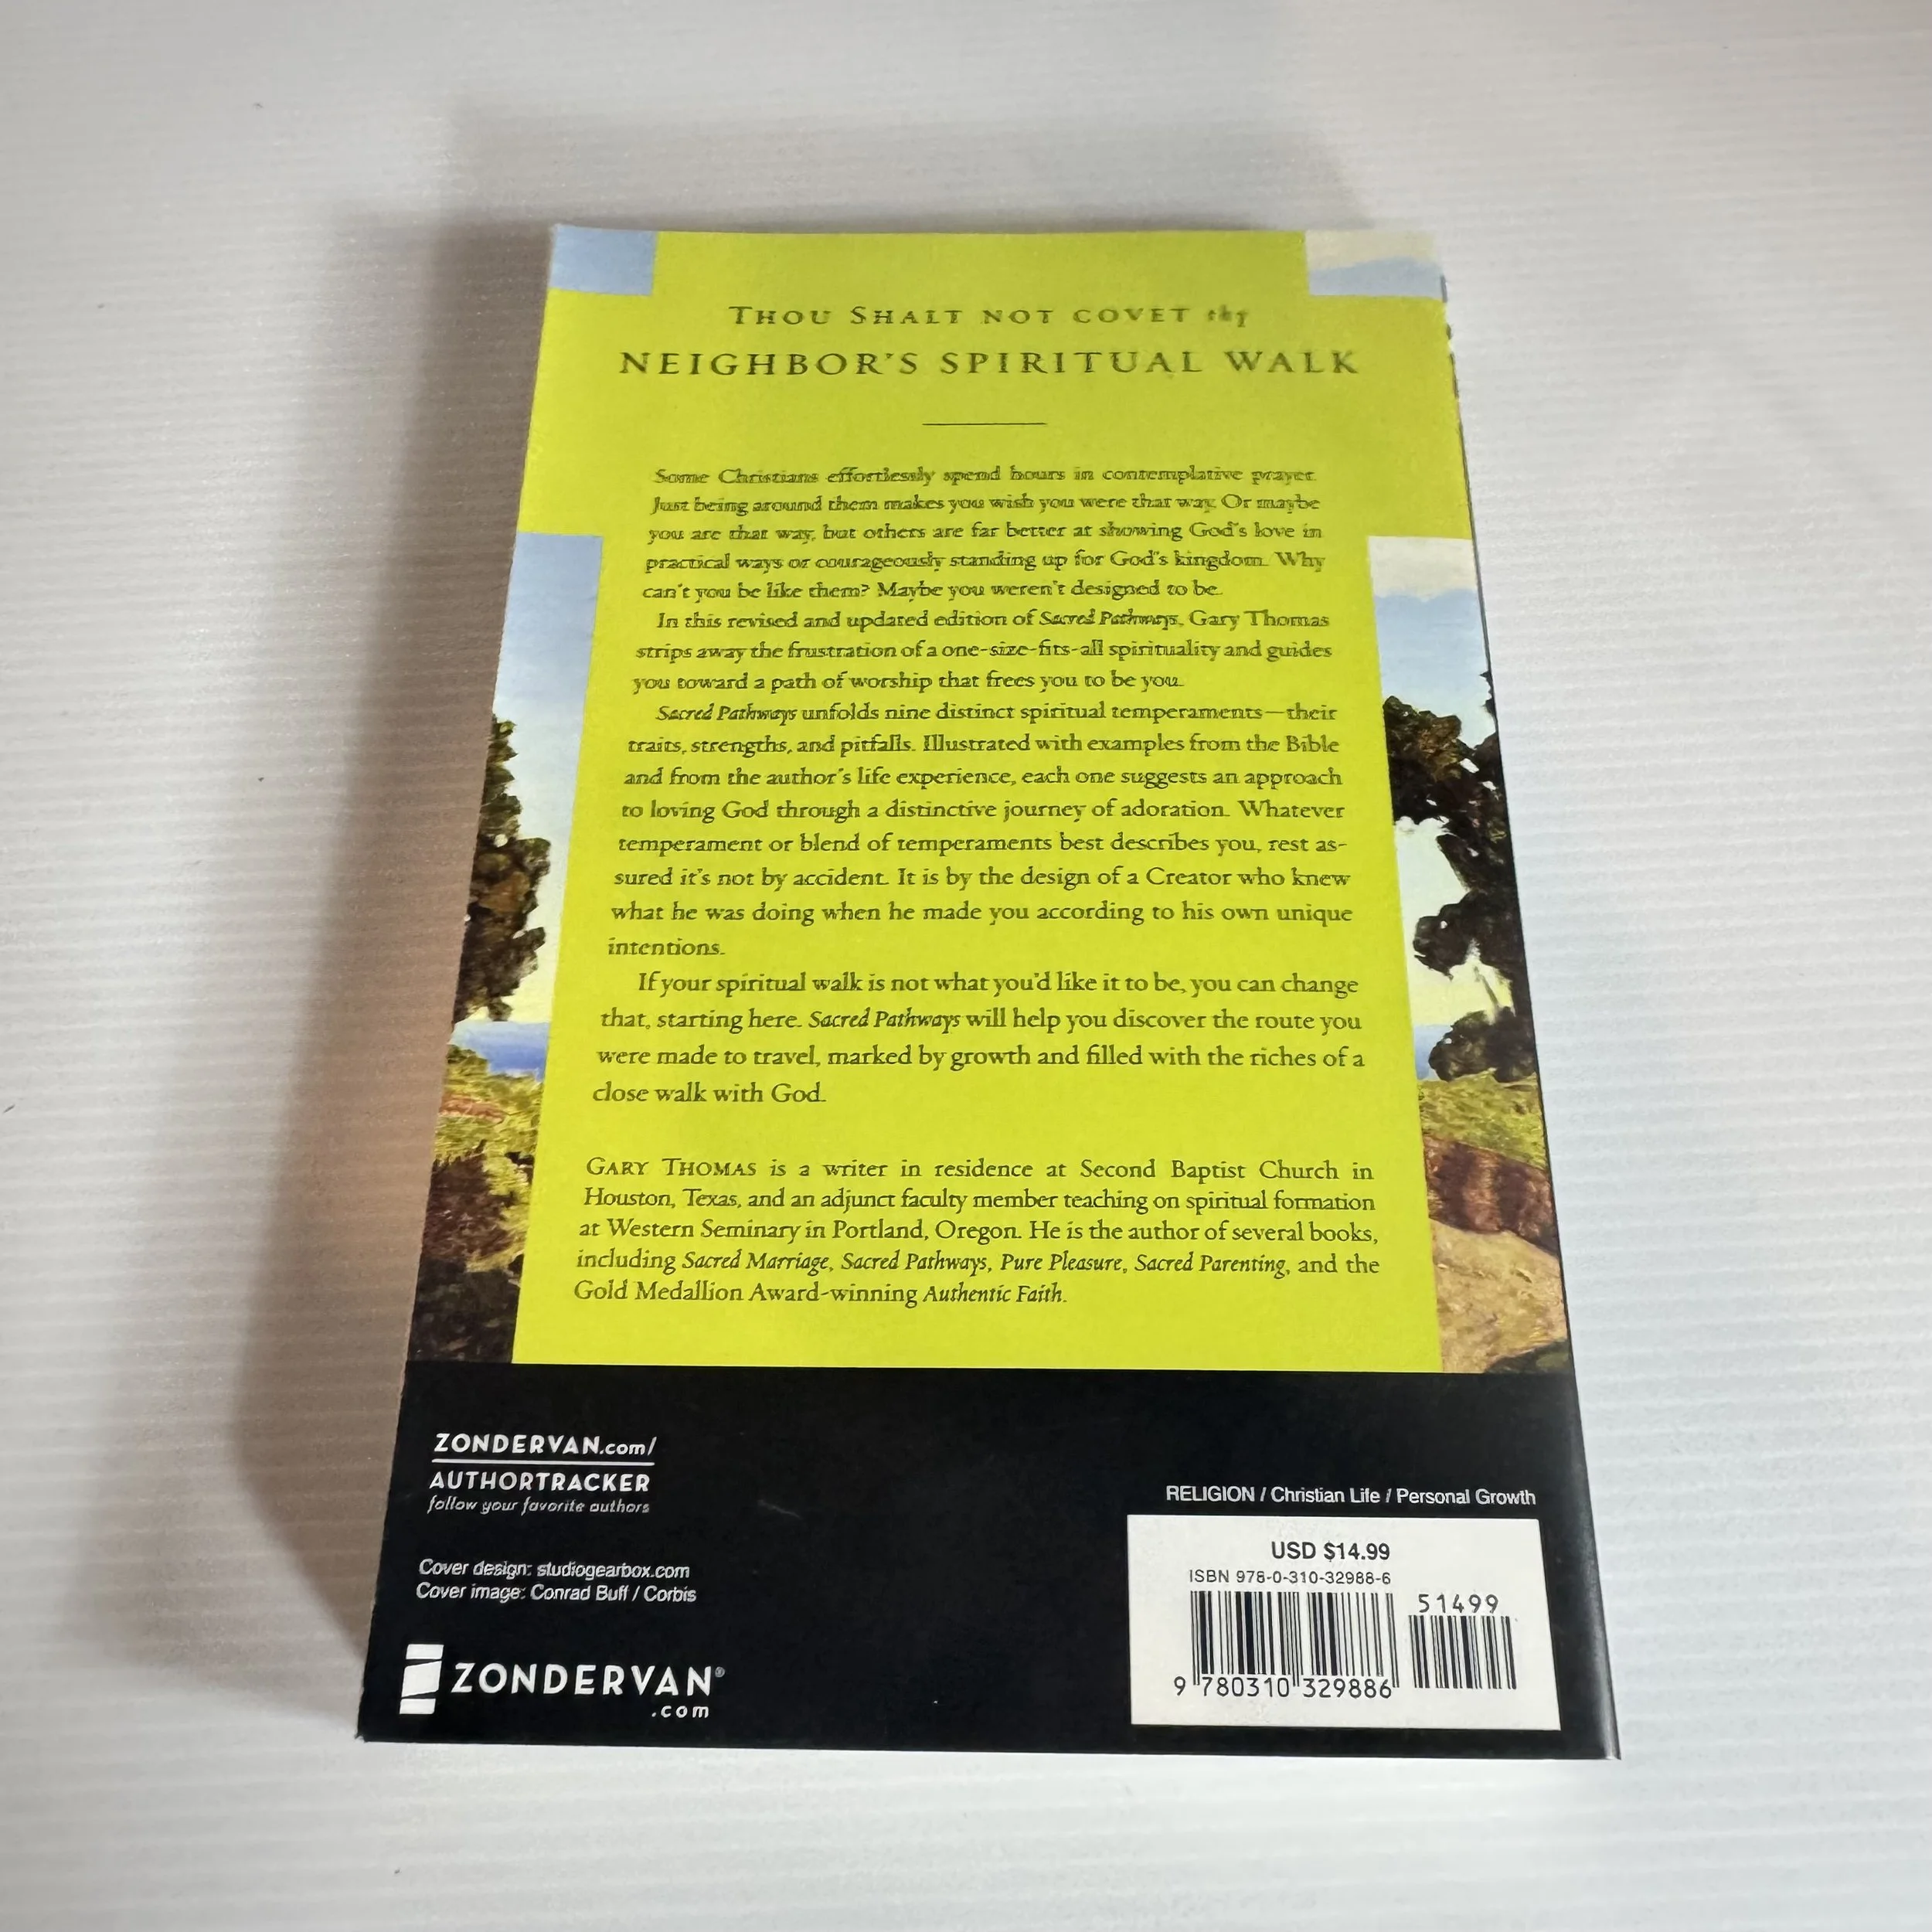 THOU SHALT NOT COVET thy
NEIGHBOR'S SPIRITUAL WALK
Some Christians effortlessly spend hours in contemplative prayer.
Just being around them makes you wish you were that way. Or maybe
you are that way, but others are far better at showing God's love in
practical ways or courageously standing up for God's kingdom. Why
can't you be like them? Maybe you weren't designed to be.
In this revised and updated edition of Sacred Pathways, Gary Thomas
strips away the frustration of a one-size-fits-all spirituality and guides
you toward a path of worship that frees you to be you.
Sacred Pathways unfolds nine distinct spiritual temperaments—their
traits, strengths, and pitfalls. Illustrated with examples from the Bible
and from the author's life experience, each one suggests an approach
to loving God through a distinctive journey of adoration. Whatever
temperament or blend of temperaments best describes you, rest as-
sured it's not by accident. It is by the design of a Creator who knew
what he was doing when he made you according to his own unique
intentions.
If your spiritual walk is not what you'd like it to be, you can change
that, starting here. Sacred Pathways will help you discover the route you
were made to travel, marked by growth and filled with the riches of a
close walk with God.
GARY THOMAS is a writer in residence at Second Baptist Church in
Houston, Texas, and an adjunct faculty member teaching on spiritual formation
at Western Seminary in Portland, Oregon. He is the author of several books,
including Sacred Marriage, Sacred Pathways, Pure Pleasure, Sacred Parenting, and the
Gold Medallion Award-winning Authentic Faith.
ZONDERVAN.com/
AUTHORTRACKER
follow your favorite authors
Cover design: studiogearbox.com
Cover image: Conrad Buff / Corbis
ZONDERVAN®
.com
RELIGION / Christian Life / Personal Growth
USD $14.99
ISBN 978-0-310-32988-6
51499
9 780310 329886